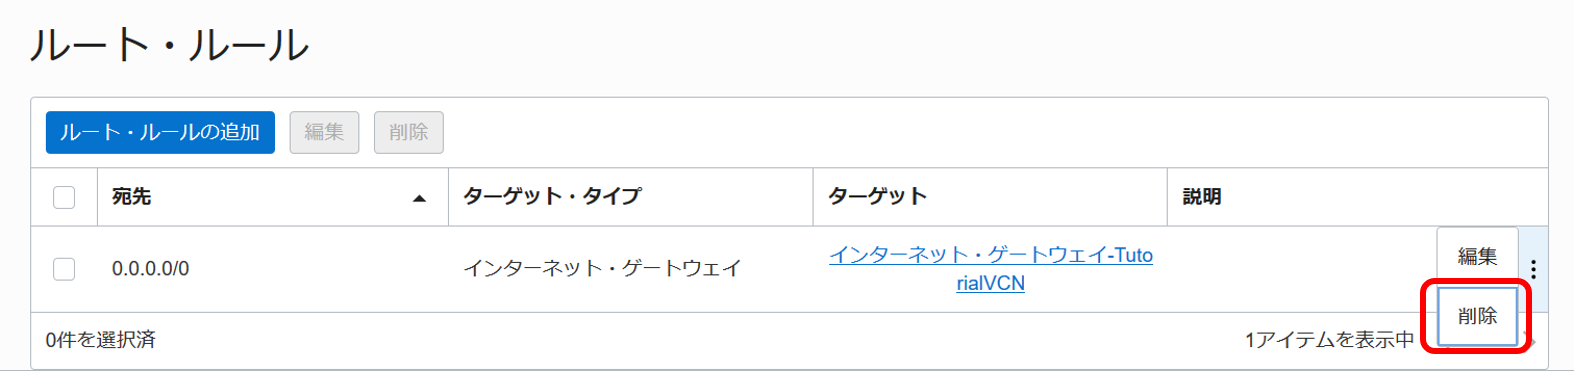 ルート・ルール
ルート・ルールの追加 編集 削除
宛先 ターゲット・タイプ ターゲット 説明
0.0.0.0/0 インターネット・ゲートウェイ インターネット・ゲートウェイ-Tuto
rialVCN
編集
削除
0件を選択済 1アイテムを表示中